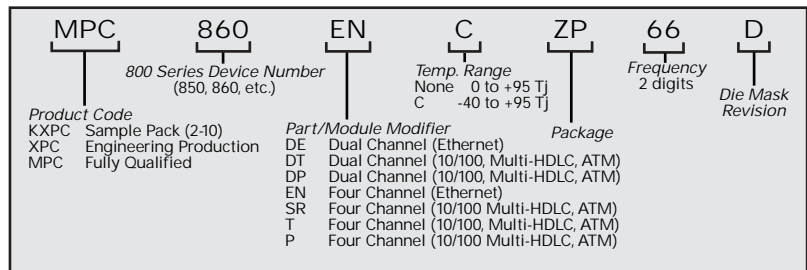 MPC 860 EN C ZP 66 D
800 Series Device Number
(850, 860, etc.)
Temp. Range
None 0 to +95 Tj
C -40 to +95 Tj
Frequency
2 digits
Die Mask
Revision
Product Code
KXPC Sample Pack (2-10)
XPC Engineering Production
MPC Fully Qualified
Part/Module Modifier
DE Dual Channel (Ethernet)
DT Dual Channel (10/100, Multi-HDLC, ATM)
DP Dual Channel (10/100, Multi-HDLC, ATM)
EN Four Channel (Ethernet)
SR Four Channel (10/100 Multi-HDLC, ATM)
T Four Channel (10/100, Multi-HDLC, ATM)
P Four Channel (10/100 Multi-HDLC, ATM)
Package